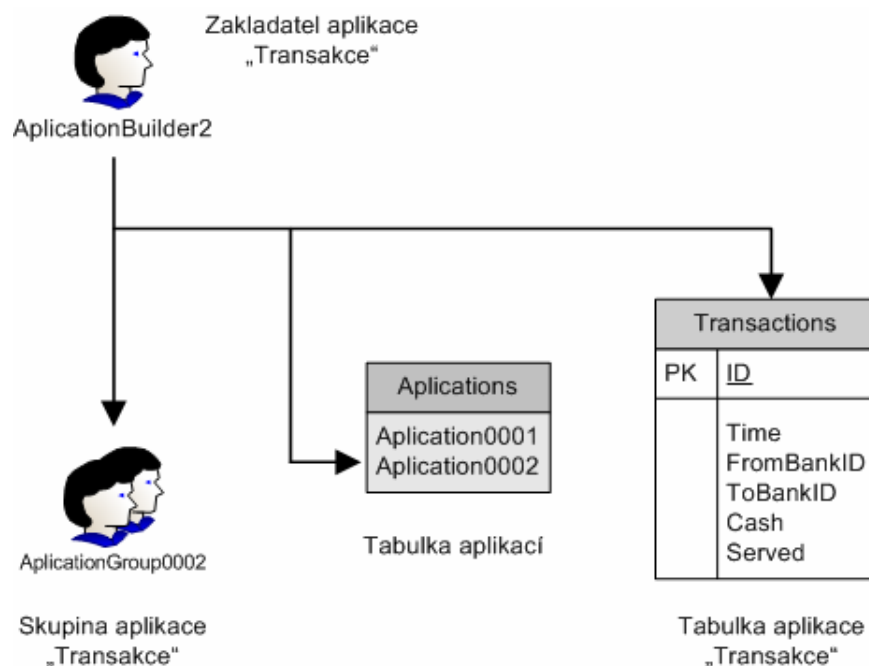 Zakladatel aplikace
„Transakce“
AplicationBuilder2
Transactions
PK ID
Time
FromBankID
ToBankID
Cash
Served
Aplications
Aplication0001
Aplication0002
Tabulka aplikací
AplicationGroup0002
Skupina aplikace
„Transakce“
Tabulka aplikace
„Transakce“